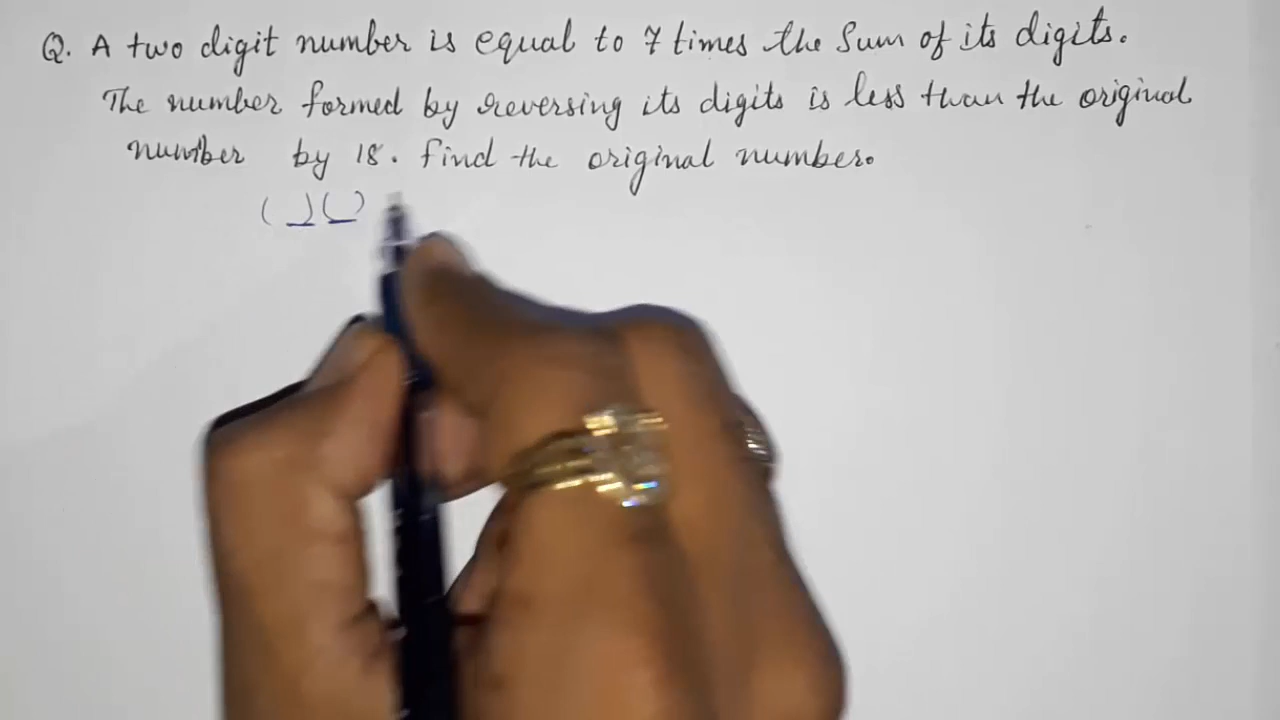 Q. A two digit number is equal to 7 times the Sum of its digits.
The number formed by reversing its digits is less than the original
number by 18. find the original number.